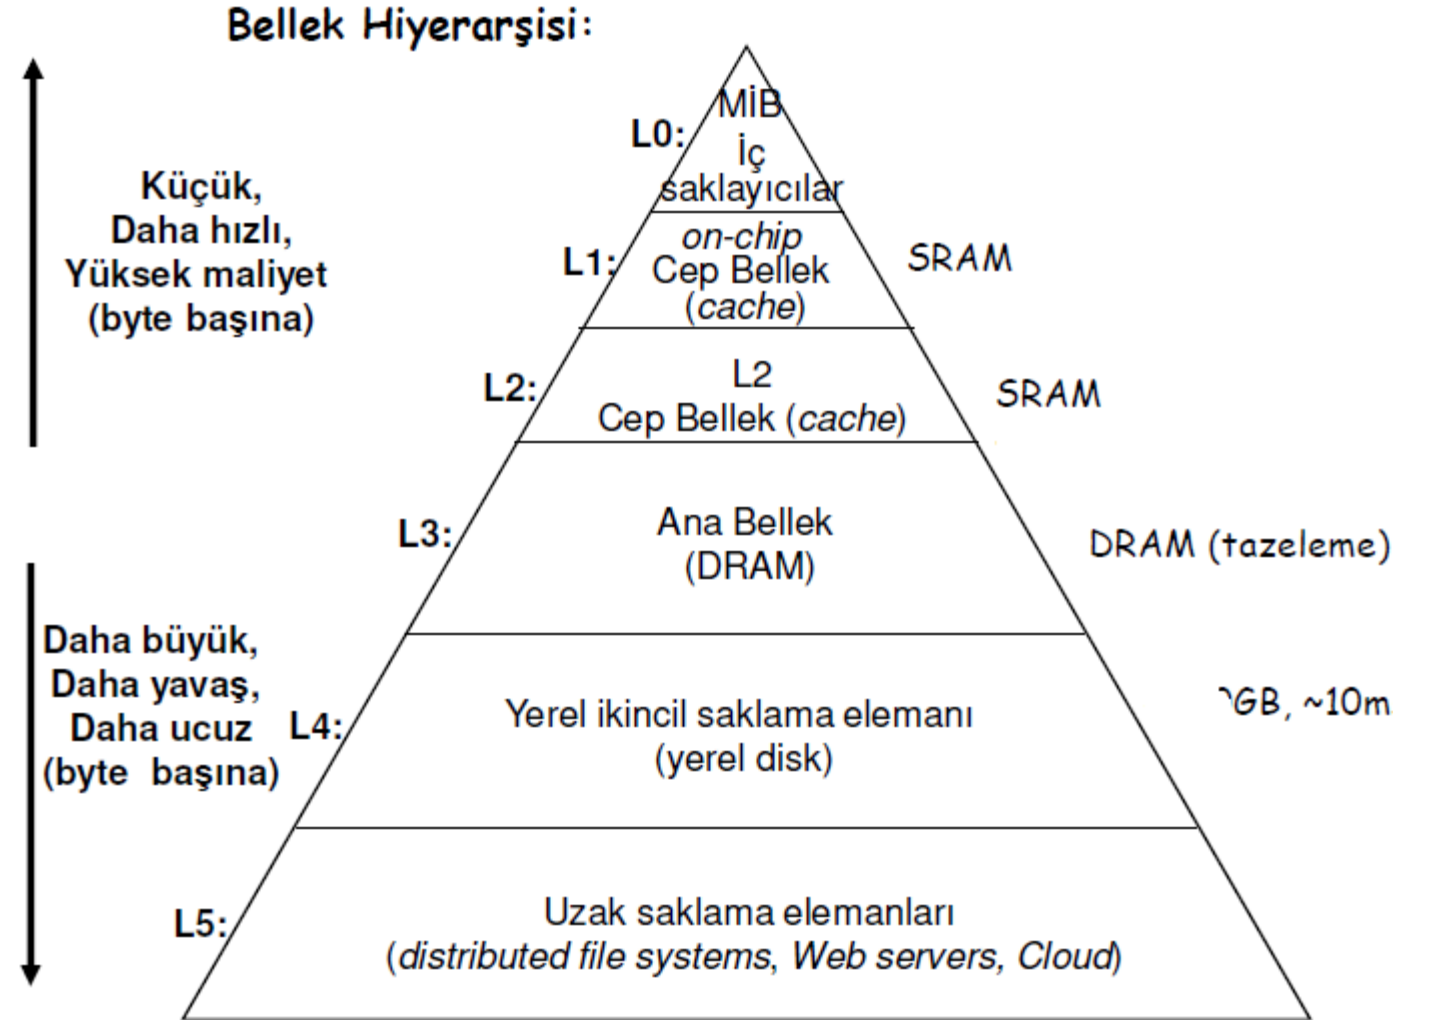 Bellek Hiyerarşisi:
L0:
MİB
İç
saklayıcılar
Küçük,
Daha hızlı,
Yüksek maliyet
(byte başına)
L1:
on-chip
Cep Bellek
(cache)
SRAM
L2:
L2
Cep Bellek (cache)
SRAM
L3:
Ana Bellek
(DRAM)
DRAM (tazeleme)
Daha büyük,
Daha yavaş,
Daha ucuz
(byte başına)
L4:
Yerel ikincil saklama elemanı
(yerel disk)
GB, ~10m
L5:
Uzak saklama elemanları
(distributed file systems, Web servers, Cloud)